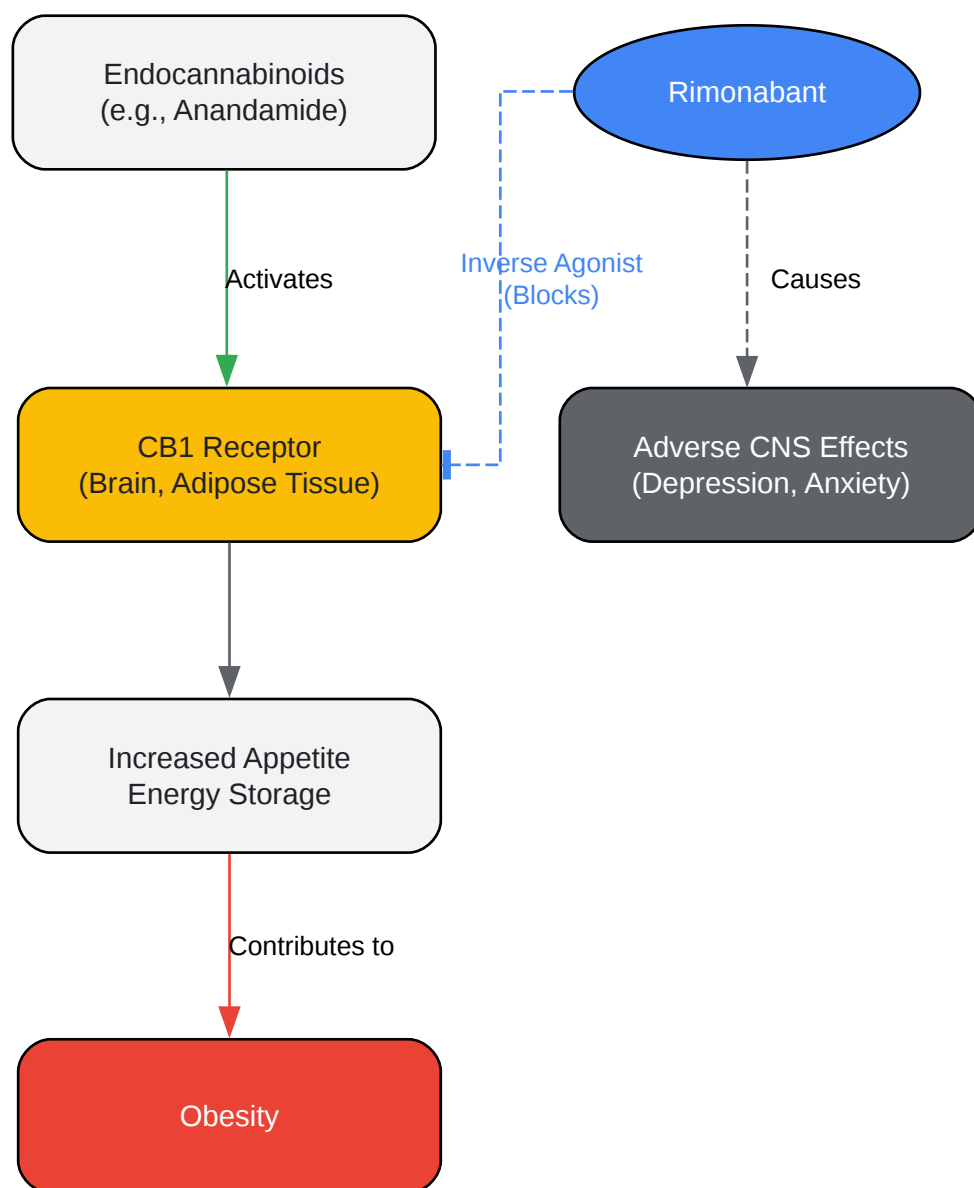 Endocannabinoids
(e.g., Anandamide)
Rimonabant
Activates
Inverse Agonist
(Blocks)
Causes
CB1 Receptor
(Brain, Adipose Tissue)
Adverse CNS Effects
(Depression, Anxiety)
Increased Appetite
Energy Storage
Contributes to
Obesity